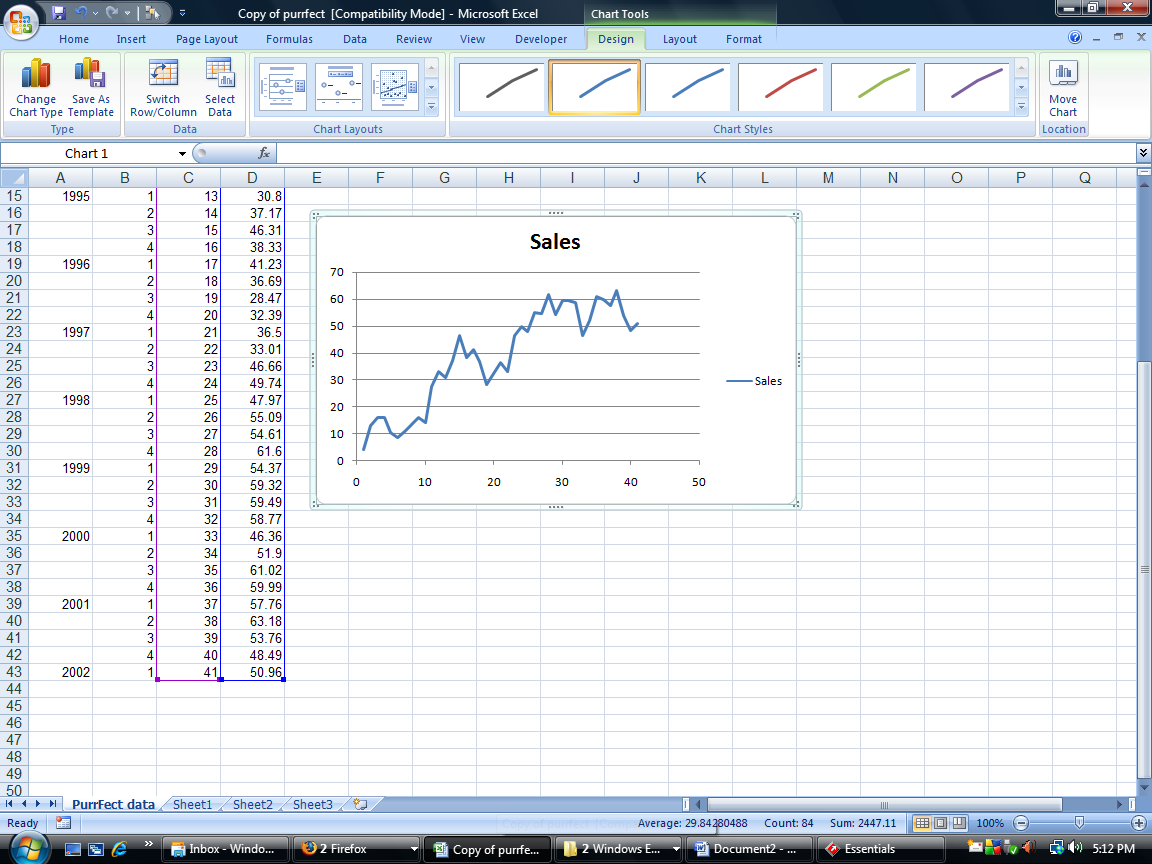 Copy of purrfect [Compatibility Mode] - Microsoft Excel Chart Tools
Home Insert Page Layout Formulas Data Review View Developer Design Layout Format
Change Chart Type Save As Template Switch Row/Column Select Data Move Chart
Type Data Chart Layouts Chart Styles Location
Chart 1 fx
A B C D E F G H I J K L M N O P Q
15 1995 1 13 30.8
16 2 14 37.17
17 3 15 46.31
18 4 16 38.33
19 1996 1 17 41.23
20 2 18 36.69
21 3 19 28.47
22 4 20 32.39
23 1997 1 21 36.5
24 2 22 33.01
25 3 23 46.66
26 4 24 49.74
27 1998 1 25 47.97
28 2 26 55.09
29 3 27 54.61
30 4 28 61.6
31 1999 1 29 54.37
32 2 30 59.32
33 3 31 59.49
34 4 32 58.77
35 2000 1 33 46.36
36 2 34 51.9
37 3 35 61.02
38 4 36 59.99
39 2001 1 37 57.76
40 2 38 63.18
41 3 39 53.76
42 4 40 48.49
43 2002 1 41 50.96
44
45
46
47
48
49
50
Sales
70
60
50
40
30
20
10
0
0 10 20 30 40 50
Sales
PurrFect data Sheet1 Sheet2 Sheet3
Ready Average: 29.84280488 Count: 84 Sum: 2447.11 100%
Inbox - Windo... 2 Firefox Copy of purrfe... 2 Windows E... Document2 - ... Essentials 5:12 PM